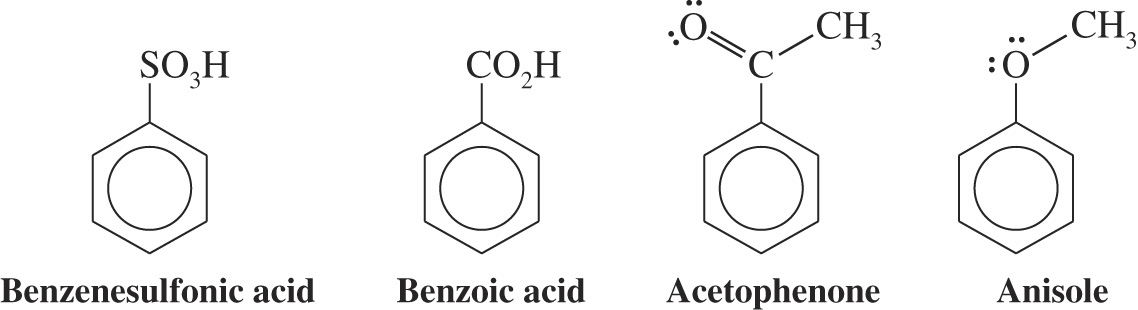 SO₃H
CO₂H
O
C
CH₃
O
CH₃
Benzenesulfonic acid
Benzoic acid
Acetophenone
Anisole